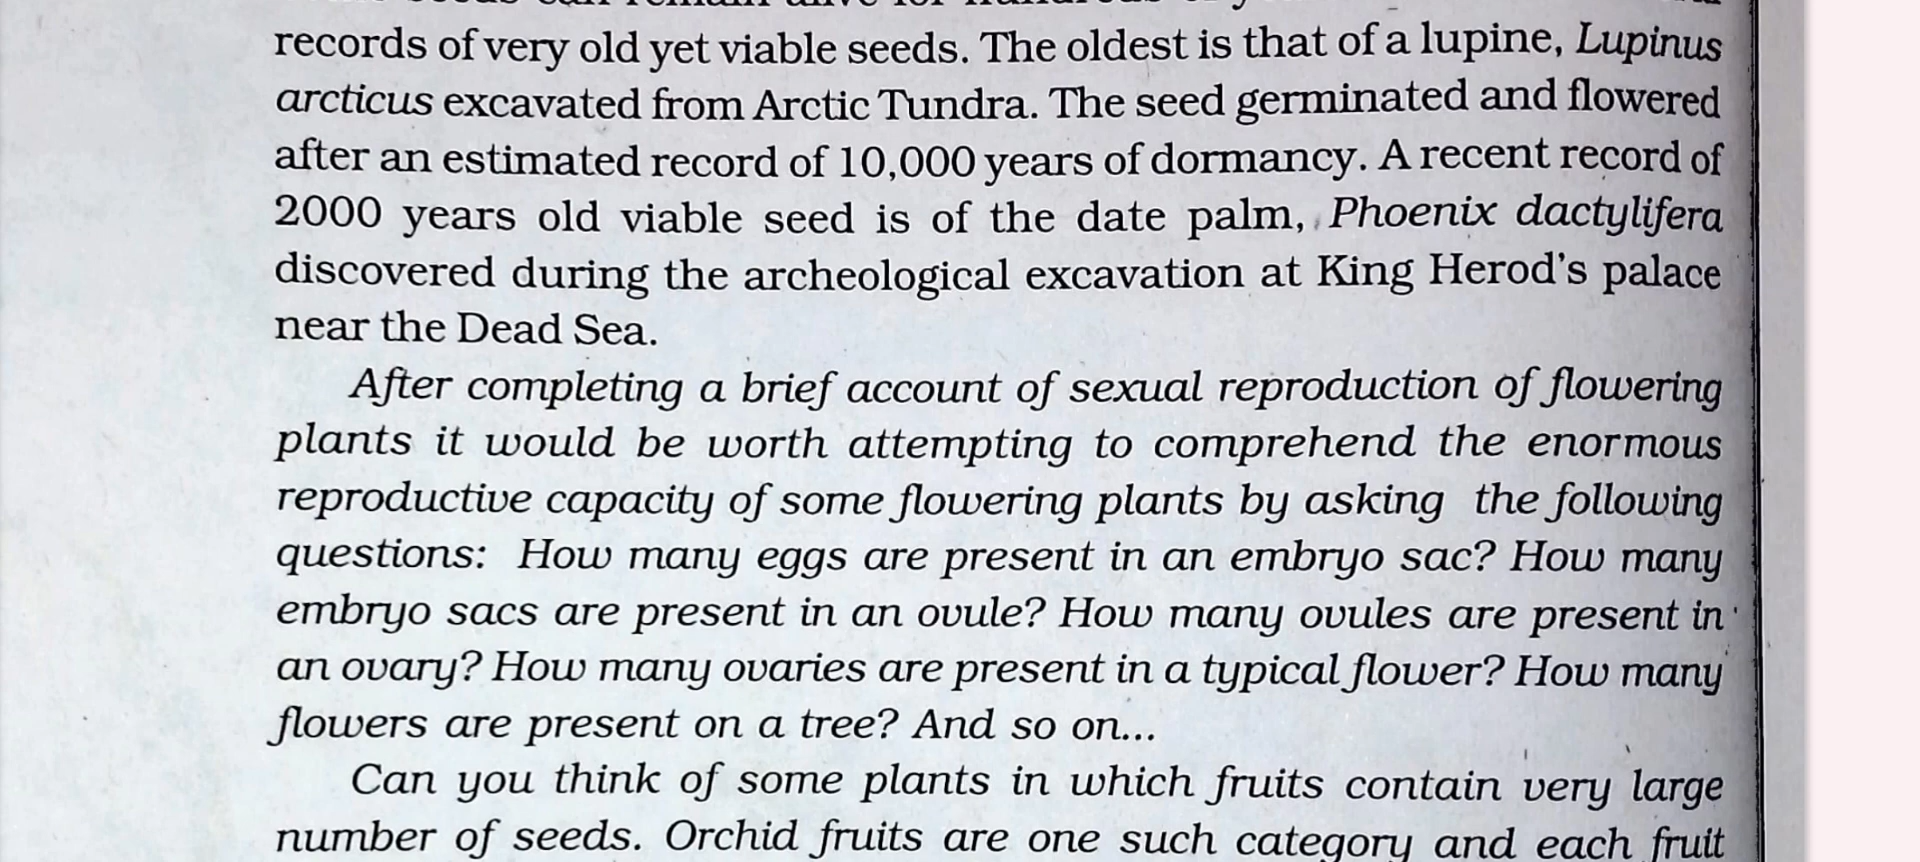 records of very old yet viable seeds. The oldest is that of a lupine, Lupinus
arcticus excavated from Arctic Tundra. The seed germinated and flowered
after an estimated record of 10,000 years of dormancy. A recent record of
2000 years old viable seed is of the date palm, Phoenix dactylifera
discovered during the archeological excavation at King Herod's palace
near the Dead Sea.
After completing a brief account of sexual reproduction of flowering
plants it would be worth attempting to comprehend the enormous
reproductive capacity of some flowering plants by asking the following
questions: How many eggs are present in an embryo sac? How many
embryo sacs are present in an ovule? How many ovules are present in
an ovary? How many ovaries are present in a typical flower? How many
flowers are present on a tree? And so on...
Can you think of some plants in which fruits contain very large
number of seeds. Orchid fruits are one such category and each fruit